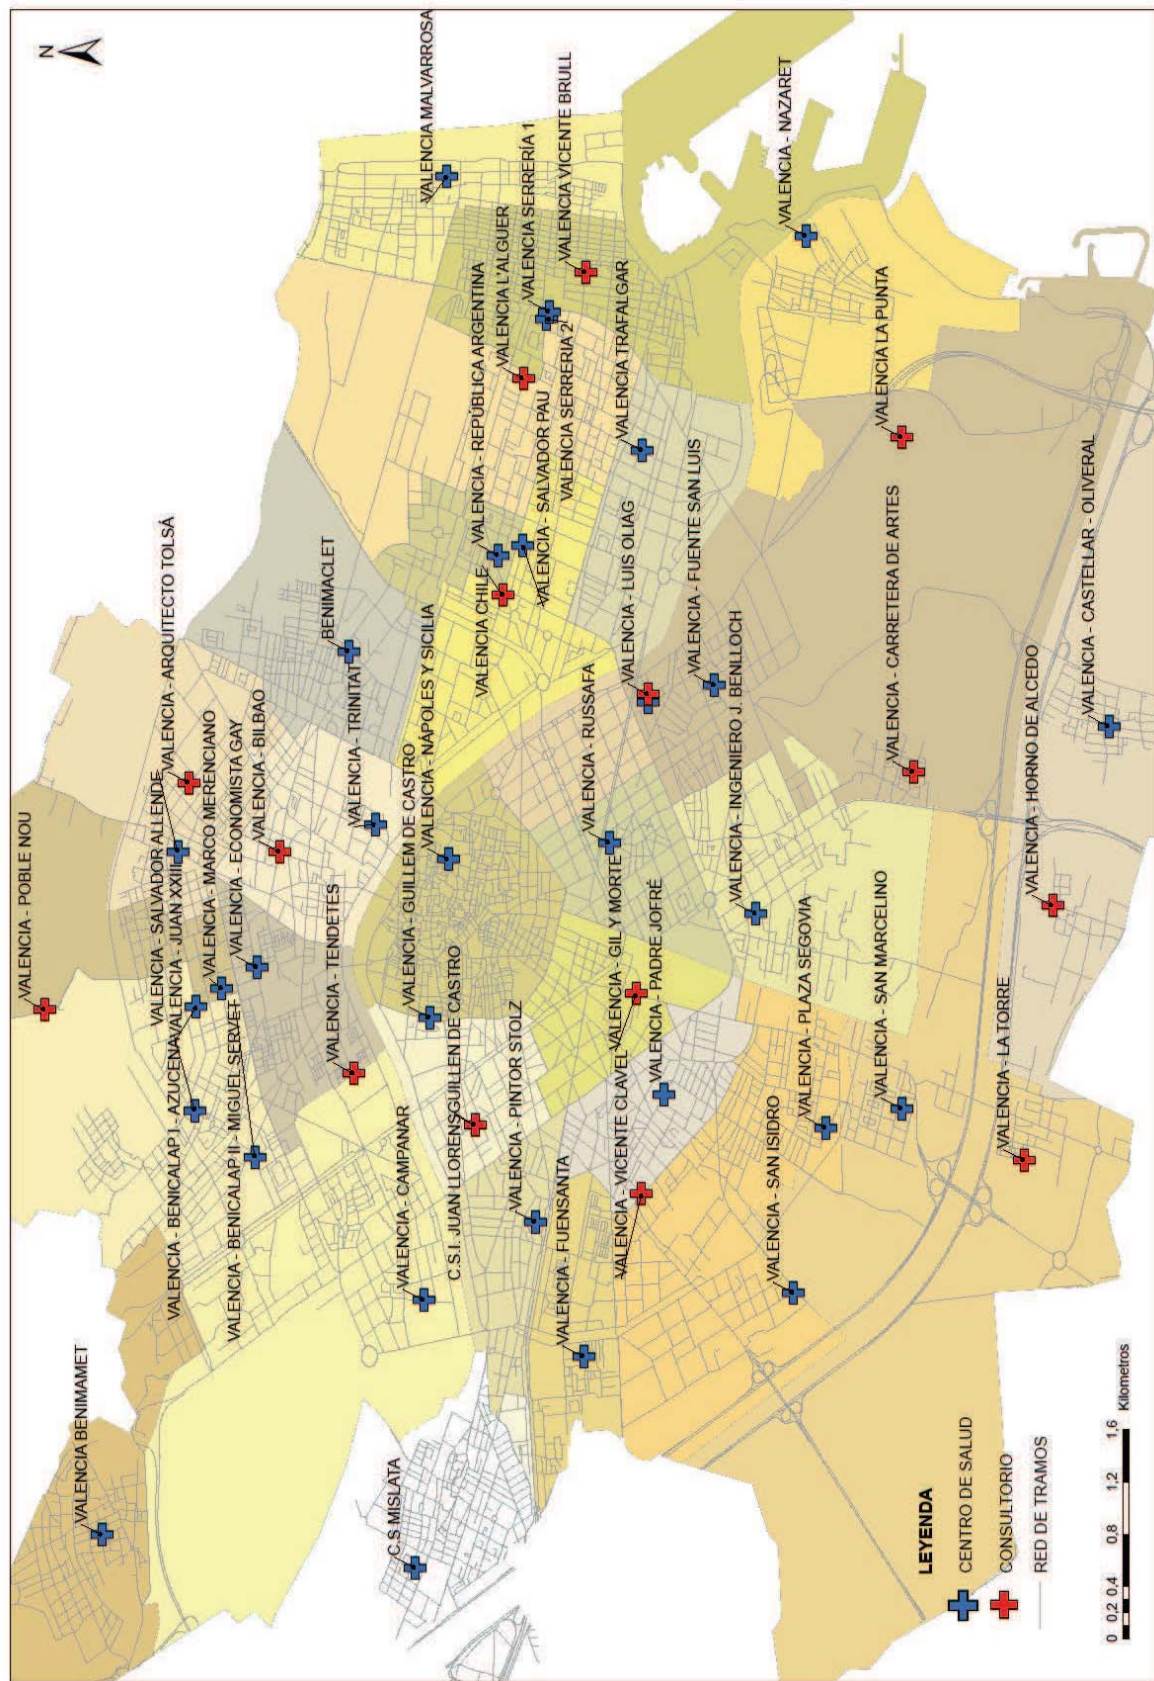 N
VALENCIA - POBLE NOU
VALENCIA - ARQUITECTO TOLSÁ
VALENCIA - SALVADOR ALLENDE
VALENCIA - JUAN XXIII
VALENCIA - MARCO MERENCIANO
VALENCIA - ECONOMISTA GAY
VALENCIA - BILBAO
VALENCIA - BENICALAP I - AZUCENA
VALENCIA - BENICALAP II - MIGUEL SERVET
VALENCIA BENIMAMET
VALENCIA - TRINITAT
BENIMACLET
VALENCIA - TENDETES
VALENCIA - CAMPANAR
C.S MISLATA
VALENCIA - GUILLEM DE CASTRO
VALENCIA - NÁPOLES Y SICILIA
C.S.I. JUAN LLORENS
GUILLEN DE CASTRO
VALENCIA - PINTOR STOLZ
VALENCIA - FUENSANTA
VALENCIA MALVARROSA
VALENCIA - REPÚBLICA ARGENTINA
VALENCIA CHILE
VALENCIA - SALVADOR PAU
VALENCIA L'ALGUER
VALENCIA SERRERÍA 1
VALENCIA SERRERIA 2
VALENCIA VICENTE BRULL
VALENCIA TRAFALGAR
VALENCIA - RUSSAFA
VALENCIA - LUIS OLIAG
VALENCIA - FUENTE SAN LUIS
VALENCIA - GIL Y MORTE
VALENCIA - VICENTE CLAVEL
VALENCIA - PADRE JOFRÉ
VALENCIA - INGENIERO J. BENLLOCH
VALENCIA - NAZARET
VALENCIA LA PUNTA
VALENCIA - SAN ISIDRO
VALENCIA - PLAZA SEGOVIA
VALENCIA - SAN MARCELINO
VALENCIA - CARRETERA DE ARTES
VALENCIA - LA TORRE
VALENCIA - HORNO DE ALCEDO
VALENCIA - CASTELLAR - OLIVERAL
LEYENDA
CENTRO DE SALUD
CONSULTORIO
RED DE TRAMOS
0 0,2 0,4 0,8 1,2 1,6
Kilometros